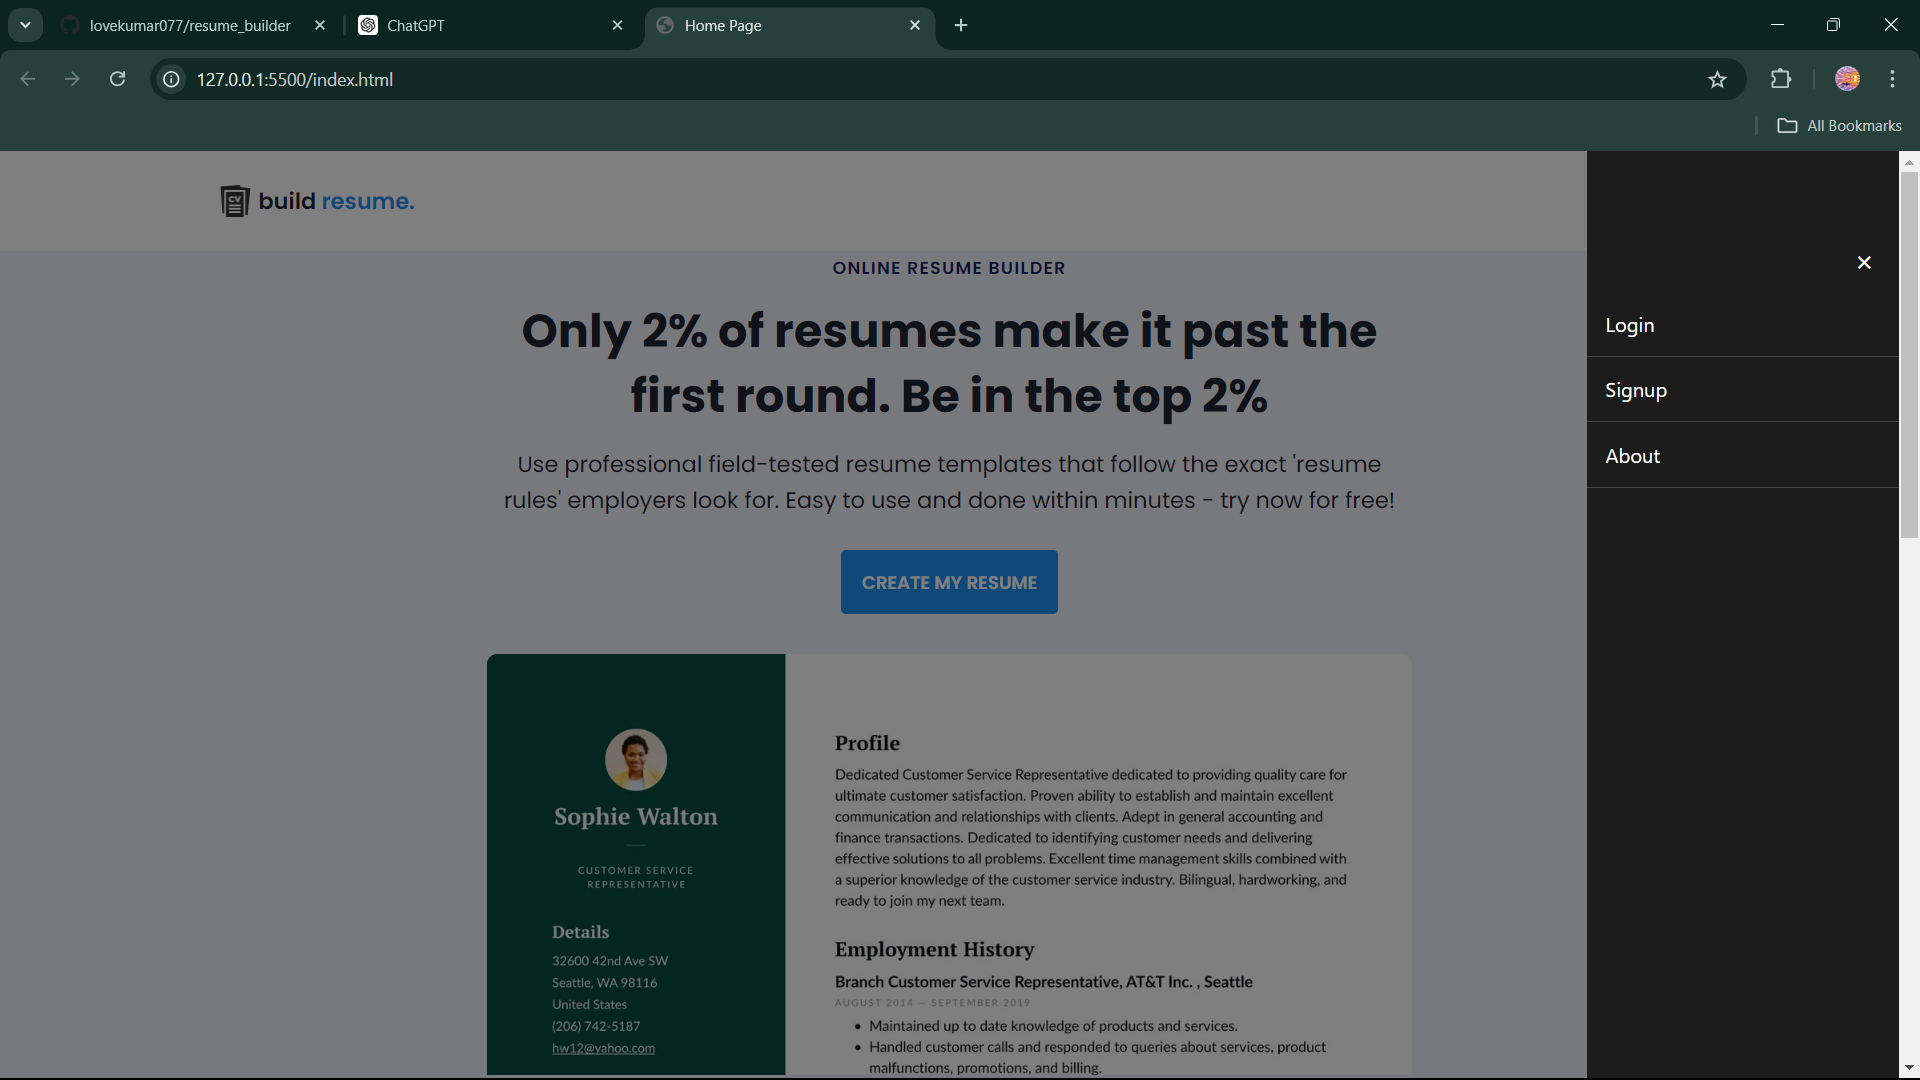 lovekumar077/resume_builder
ChatGPT
Home Page
127.0.0.1:5500/index.html
All Bookmarks
CV
build resume.
ONLINE RESUME BUILDER
Only 2% of resumes make it past the
first round. Be in the top 2%
Use professional field-tested resume templates that follow the exact 'resume
rules' employers look for. Easy to use and done within minutes - try now for free!
CREATE MY RESUME
Sophie Walton
CUSTOMER SERVICE
REPRESENTATIVE
Details
32600 42nd Ave SW
Seattle, WA 98116
United States
(206) 742-5187
hw12@yahoo.com
Profile
Dedicated Customer Service Representative dedicated to providing quality care for
ultimate customer satisfaction. Proven ability to establish and maintain excellent
communication and relationships with clients. Adept in general accounting and
finance transactions. Dedicated to identifying customer needs and delivering
effective solutions to all problems. Excellent time management skills combined with
a superior knowledge of the customer service industry. Bilingual, hardworking, and
ready to join my next team.
Employment History
Branch Customer Service Representative, AT&T Inc. , Seattle
AUGUST 2014 — SEPTEMBER 2019
• Maintained up to date knowledge of products and services.
• Handled customer calls and responded to queries about services, product
malfunctions, promotions, and billing.
Login
Signup
About